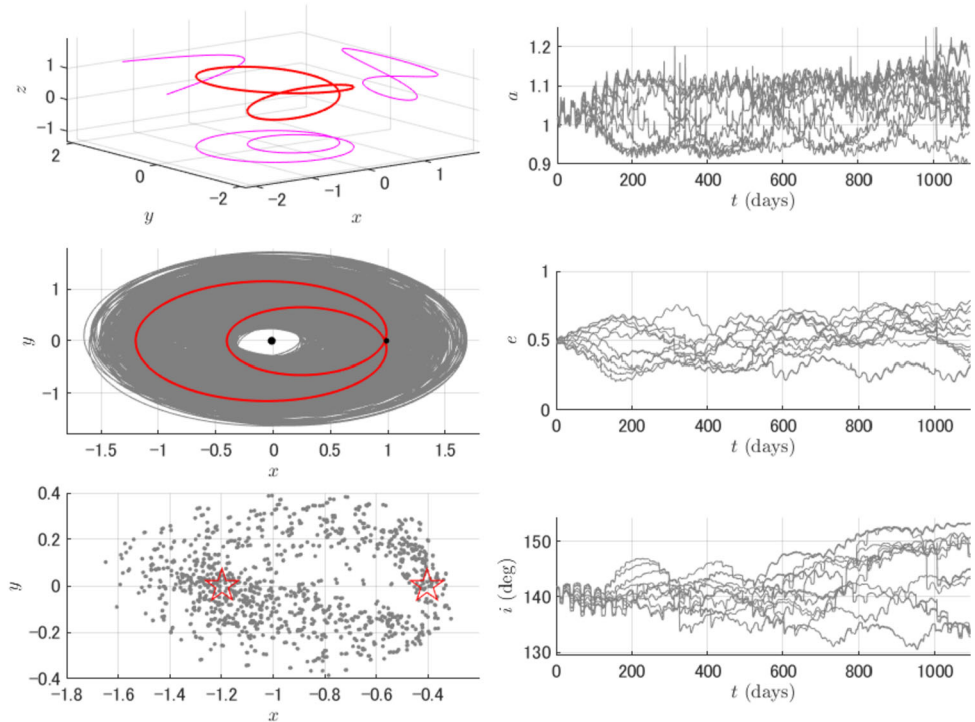 1
0
−1
z
2
0
−2
y
−2
−1
0
1
x
1.2
1.1
1
0.9
a
0 200 400 600 800 1000
t (days)
1
0
−1
y
−1.5 −1 −0.5 0 0.5 1 1.5
x
1
0.5
0
e
0 200 400 600 800 1000
t (days)
0.4
0.2
0
−0.2
−0.4
y
−1.8 −1.6 −1.4 −1.2 −1 −0.8 −0.6 −0.4
x
150
140
130
i (deg)
0 200 400 600 800 1000
t (days)